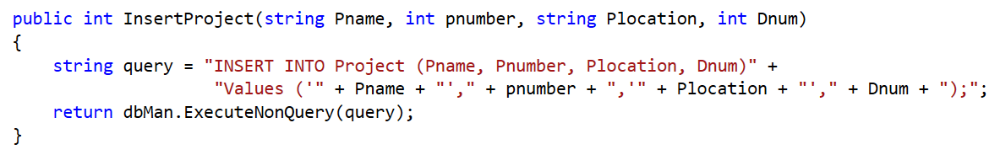 public int InsertProject(string Pname, int pnumber, string Plocation, int Dnum)
{
string query = "INSERT INTO Project (Pname, Pnumber, Plocation, Dnum)" +
"Values ('" + Pname + "'," + pnumber + ",'" + Plocation + "'," + Dnum + ");";
return dbMan.ExecuteNonQuery(query);
}